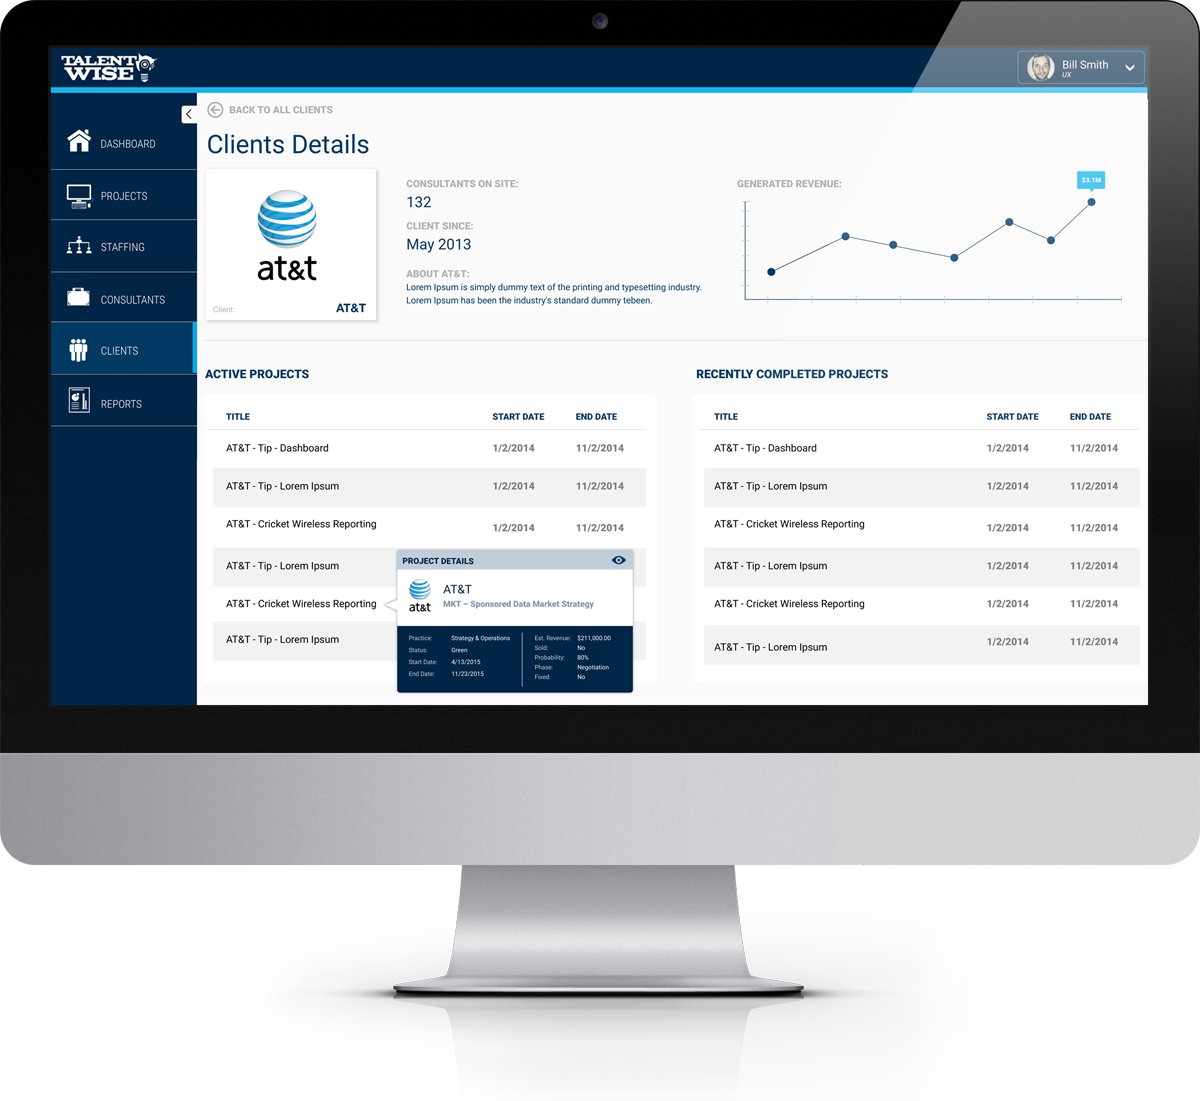 TALENT
WISE
Bill Smith
UX
DASHBOARD
PROJECTS
STAFFING
CONSULTANTS
CLIENTS
REPORTS
BACK TO ALL CLIENTS
Clients Details
at&t
Client:
AT&T
CONSULTANTS ON SITE:
132
CLIENT SINCE:
May 2013
ABOUT AT&T:
Lorem Ipsum is simply dummy text of the printing and typesetting industry.
Lorem Ipsum has been the industry's standard dummy tebeen.
GENERATED REVENUE:
$3.1M
ACTIVE PROJECTS
TITLE START DATE END DATE
AT&T - Tip - Dashboard 1/2/2014 11/2/2014
AT&T - Tip - Lorem Ipsum 1/2/2014 11/2/2014
AT&T - Cricket Wireless Reporting 1/2/2014 11/2/2014
AT&T - Tip - Lorem Ipsum
AT&T - Cricket Wireless Reporting
AT&T - Tip - Lorem Ipsum
PROJECT DETAILS
at&t
AT&T
MKT – Sponsored Data Market Strategy
Practice: Strategy & Operations
Status: Green
Start Date: 4/13/2015
End Date: 11/23/2015
Est. Revenue: $211,000.00
Sold: No
Probability: 80%
Phase: Negotiation
Fixed: No
RECENTLY COMPLETED PROJECTS
TITLE START DATE END DATE
AT&T - Tip - Dashboard 1/2/2014 11/2/2014
AT&T - Tip - Lorem Ipsum 1/2/2014 11/2/2014
AT&T - Cricket Wireless Reporting 1/2/2014 11/2/2014
AT&T - Tip - Lorem Ipsum 1/2/2014 11/2/2014
AT&T - Cricket Wireless Reporting 1/2/2014 11/2/2014
AT&T - Tip - Lorem Ipsum 1/2/2014 11/2/2014